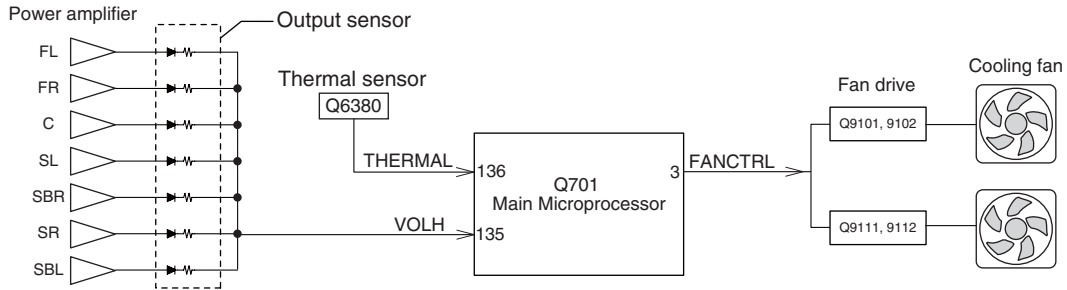 Power amplifier
Output sensor
FL
FR
C
SL
SBR
SR
SBL
Thermal sensor
Q6380
THERMAL
VOLH
136
135
Q701
Main Microprocessor
3
FANCTRL
Fan drive
Q9101, 9102
Q9111, 9112
Cooling fan